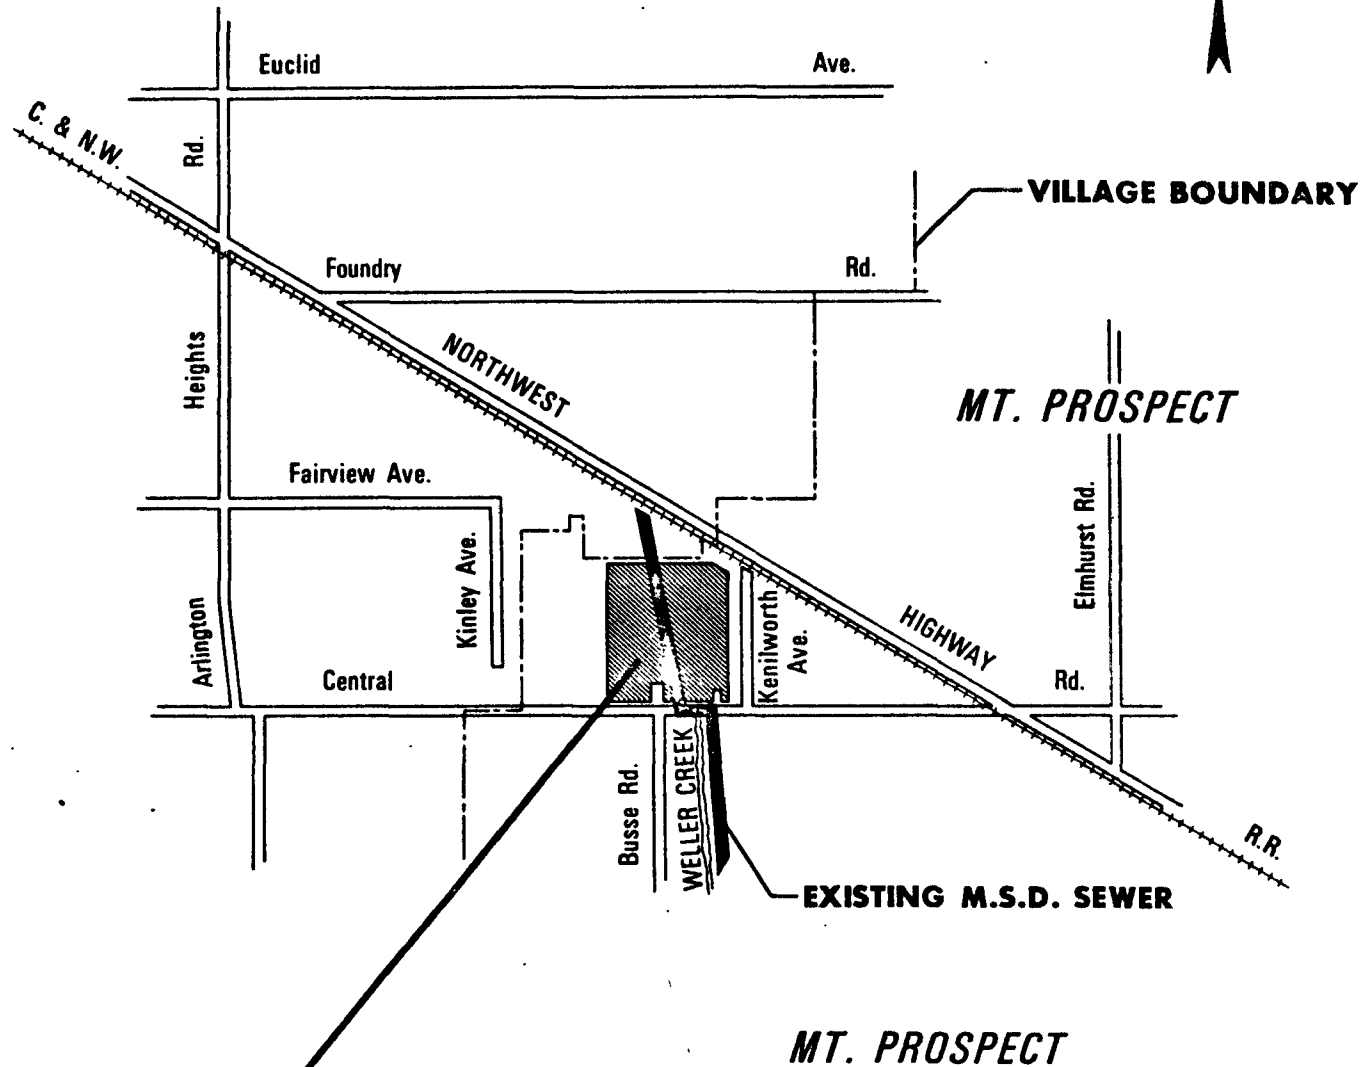 Euclid Ave.
C. & N.W.
Rd.
VILLAGE BOUNDARY
Foundry Rd.
Heights
NORTHWEST
MT. PROSPECT
Fairview Ave.
Elmhurst Rd.
Kinley Ave.
Arlington
Kenilworth
Ave.
HIGHWAY
Central Rd.
Busse Rd.
WELLER CREEK
R.R.
EXISTING M.S.D. SEWER
MT. PROSPECT